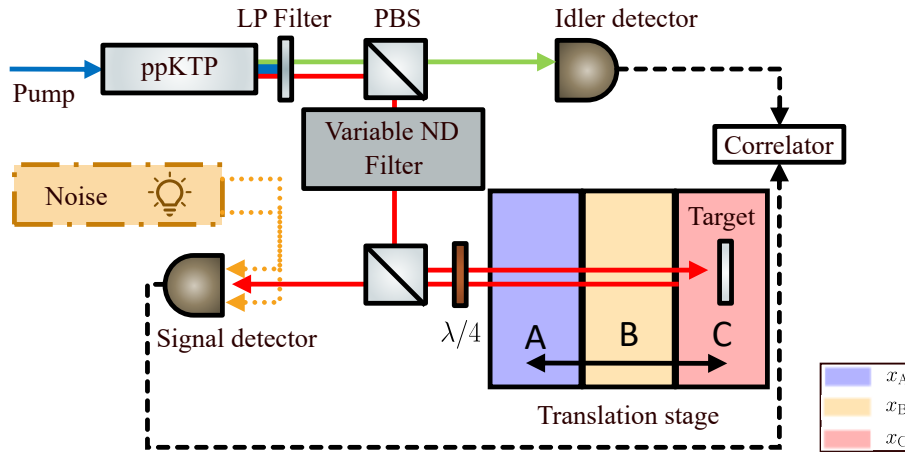 LP Filter
PBS
Idler detector
ppKTP
Pump
Variable ND
Filter
Correlator
Noise
Target
λ/4
A
B
C
Signal detector
Translation stage
x_A
x_B
x_C